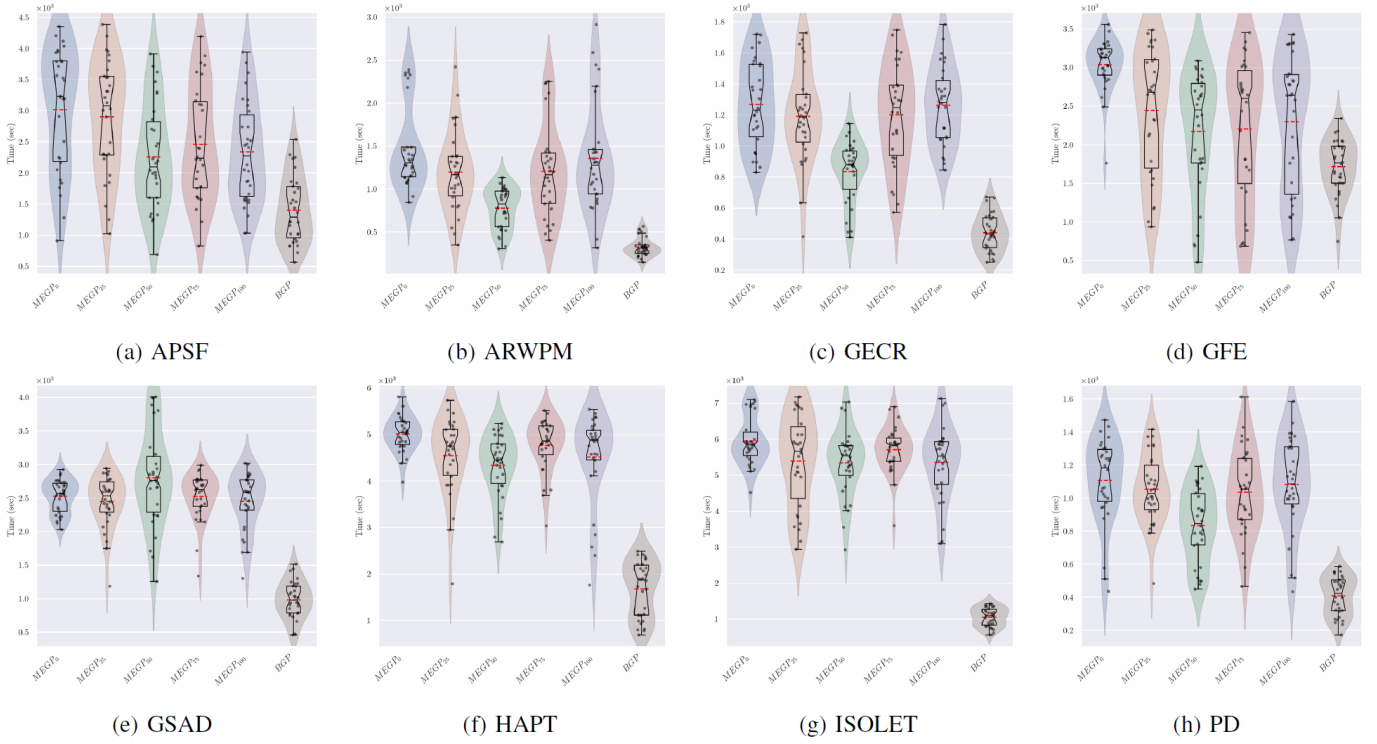 ×10³
Time (sec)
4.5
4.0
3.5
3.0
2.5
2.0
1.5
1.0
0.5
MEGP₀
MEGP₂₅
MEGP₅₀
MEGP₇₅
MEGP₁₀₀
BGP
(a) APSF
×10³
Time (sec)
3.0
2.5
2.0
1.5
1.0
0.5
MEGP₀
MEGP₂₅
MEGP₅₀
MEGP₇₅
MEGP₁₀₀
BGP
(b) ARWPM
×10³
Time (sec)
1.8
1.6
1.4
1.2
1.0
0.8
0.6
0.4
0.2
MEGP₀
MEGP₂₅
MEGP₅₀
MEGP₇₅
MEGP₁₀₀
BGP
(c) GECR
×10³
Time (sec)
3.5
3.0
2.5
2.0
1.5
1.0
0.5
MEGP₀
MEGP₂₅
MEGP₅₀
MEGP₇₅
MEGP₁₀₀
BGP
(d) GFE
×10³
Time (sec)
4.0
3.5
3.0
2.5
2.0
1.5
1.0
0.5
MEGP₀
MEGP₂₅
MEGP₅₀
MEGP₇₅
MEGP₁₀₀
BGP
(e) GSAD
×10³
Time (sec)
6
5
4
3
2
1
MEGP₀
MEGP₂₅
MEGP₅₀
MEGP₇₅
MEGP₁₀₀
BGP
(f) HAPT
×10³
Time (sec)
7
6
5
4
3
2
1
MEGP₀
MEGP₂₅
MEGP₅₀
MEGP₇₅
MEGP₁₀₀
BGP
(g) ISOLET
×10³
Time (sec)
1.6
1.4
1.2
1.0
0.8
0.6
0.4
0.2
MEGP₀
MEGP₂₅
MEGP₅₀
MEGP₇₅
MEGP₁₀₀
BGP
(h) PD